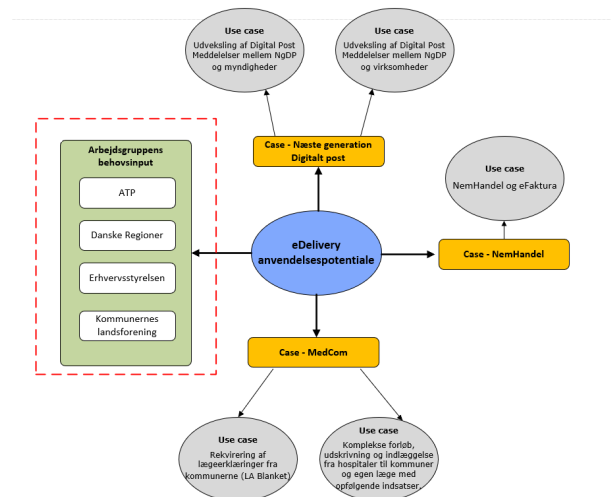 Use case
Udveksling af Digital Post
Meddelelser mellem NgDP
og myndigheder
Use case
Udveksling af Digital Post
Meddelelser mellem NgDP
og virksomheder
Case - Næste generation
Digitalt post
Arbejdsgruppens
behovsinput
ATP
Danske Regioner
Erhvervsstyrelsen
Kommunernes
landsforening
eDelivery
anvendelsespotentiale
Use case
NemHandel og eFaktura
Case - NemHandel
Case - MedCom
Use case
Rekvirering af
lægeerklæringer fra
kommunerne (LA Blanket)
Use case
Komplekse forløb,
udskrivning og indlæggelse
fra hospitaler til kommuner
og egen læge med
opfølgende indsatser.